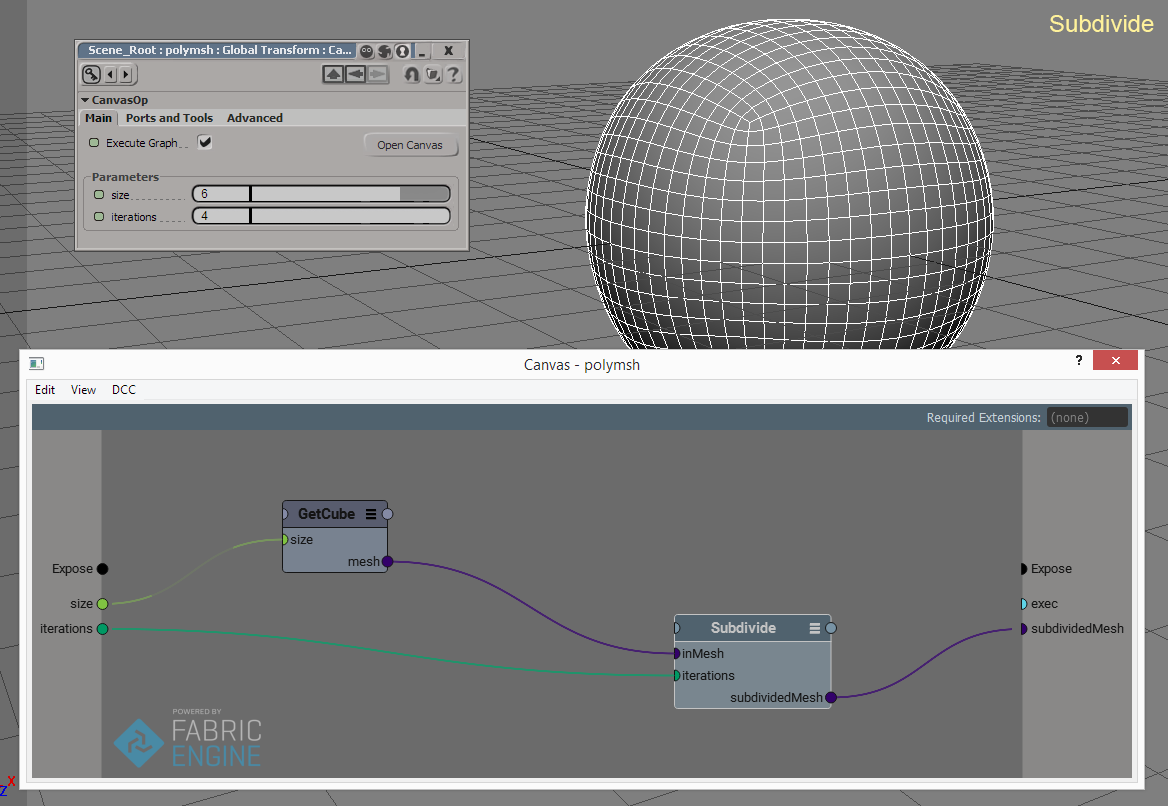 Subdivide
Scene_Root : polymsh : Global Transform : Ca...
CanvasOp
Main Ports and Tools Advanced
Execute Graph
Open Canvas
Parameters
size 6
iterations 4
Canvas - polymsh
Edit View DCC
Required Extensions: (none)
GetCube
size
mesh
Expose
size
iterations
Subdivide
inMesh
iterations
subdividedMesh
Expose
exec
subdividedMesh
POWERED BY
FABRIC
ENGINE
X
Z